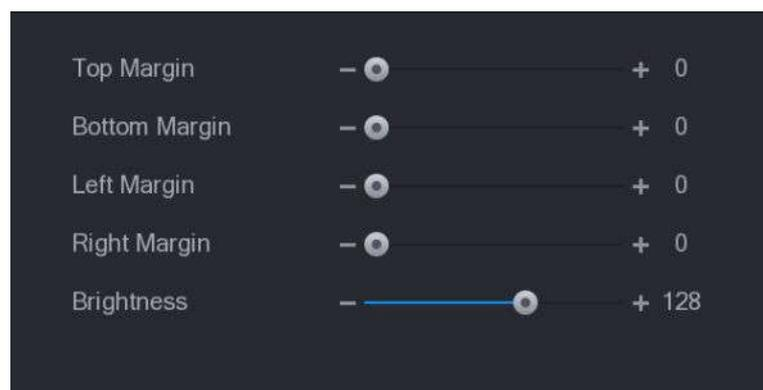 Top Margin - + 0
Bottom Margin - + 0
Left Margin - + 0
Right Margin - + 0
Brightness - + 128